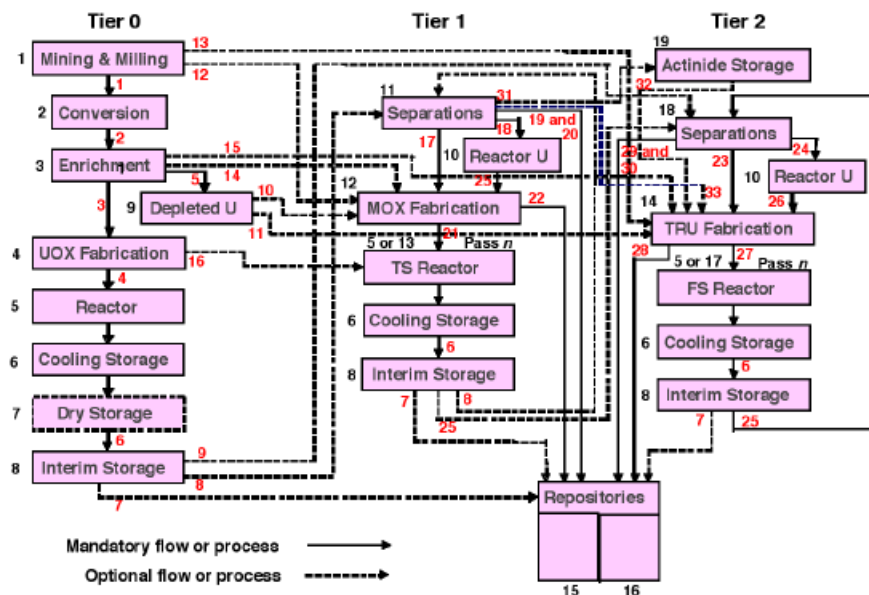 Tier 0
Tier 1
Tier 2
1 Mining & Milling 13
12
1
2 Conversion
2
3 Enrichment 15
14
5
3
9 Depleted U 10
11
4 UOX Fabrication
16
4
5 Reactor
6 Cooling Storage
7 Dry Storage
6
8 Interim Storage 9
8
7
11
Separations 31
17
18
19 and
20
10 Reactor U
25
12
MOX Fabrication 22
21
5 or 13 Pass n
TS Reactor
6 Cooling Storage
6
8 Interim Storage
7
25
8
19
Actinide Storage
32
18
Separations
29 and
30
23
24
10 Reactor U
26
33
14
TRU Fabrication
28
27
5 or 17 Pass n
FS Reactor
6 Cooling Storage
6
8 Interim Storage
7
25
Repositories
15 16
Mandatory flow or process
Optional flow or process